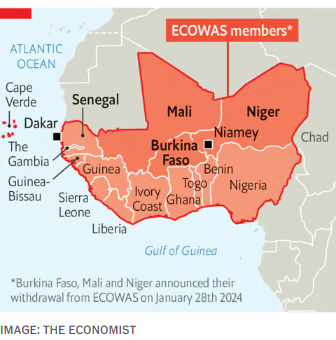 ECOWAS members*
ATLANTIC
OCEAN
Cape
Verde
Senegal
Mali
Niger
Dakar
Niamey
Chad
The
Gambia
Burkina
Faso
Guinea-
Bissau
Guinea
Benin
Togo
Nigeria
Sierra
Leone
Ivory
Coast
Ghana
Liberia
Gulf of Guinea
*Burkina Faso, Mali and Niger announced their
withdrawal from ECOWAS on January 28th 2024
IMAGE: THE ECONOMIST